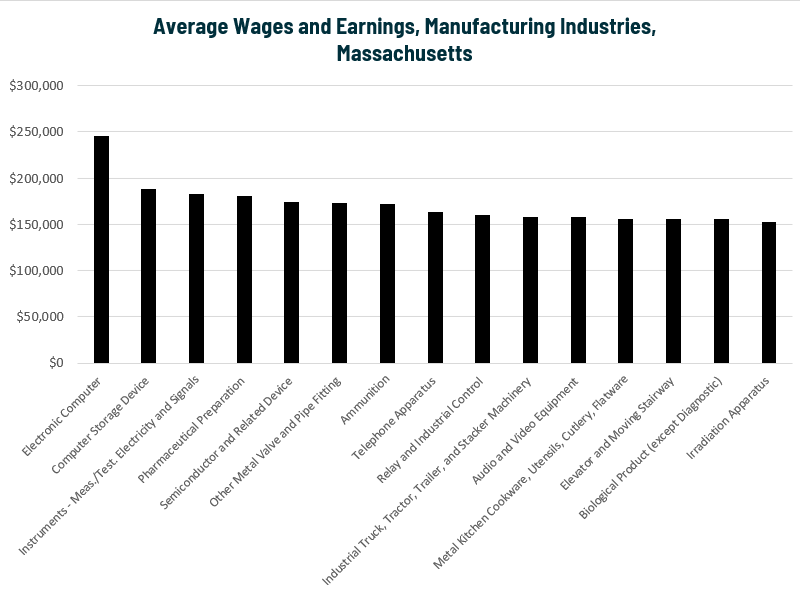 Average Wages and Earnings, Manufacturing Industries,
Massachusetts
$300,000
$250,000
$200,000
$150,000
$100,000
$50,000
$0
Electronic Computer
Computer Storage Device
Instruments - Meas./Test. Electricity and Signals
Pharmaceutical Preparation
Semiconductor and Related Device
Other Metal Valve and Pipe Fitting
Ammunition
Telephone Apparatus
Relay and Industrial Control
Industrial Truck, Tractor, Trailer, and Stacker Machinery
Audio and Video Equipment
Metal Kitchen Cookware, Utensils, Cutlery, Flatware
Elevator and Moving Stairway
Biological Product (except Diagnostic)
Irradiation Apparatus